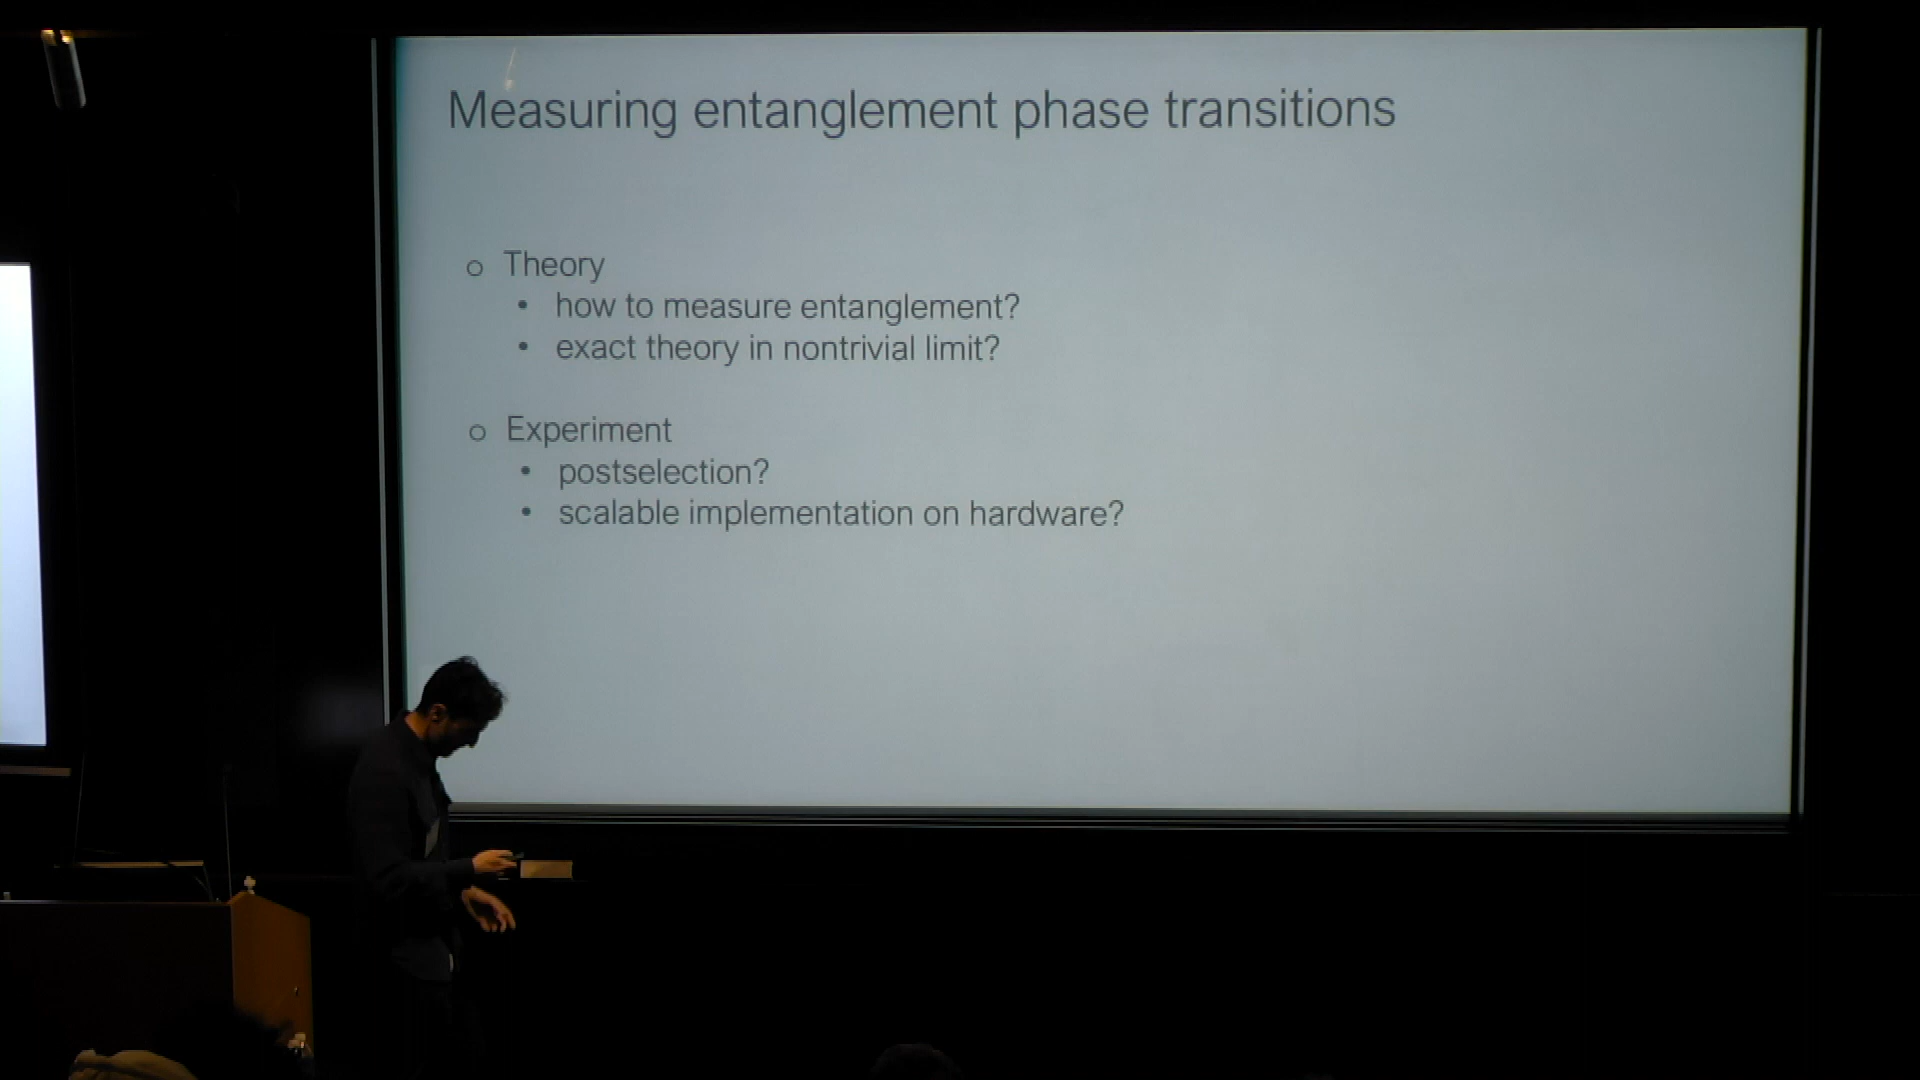 Measuring entanglement phase transitions
○ Theory
• how to measure entanglement?
• exact theory in nontrivial limit?
○ Experiment
• postselection?
• scalable implementation on hardware?